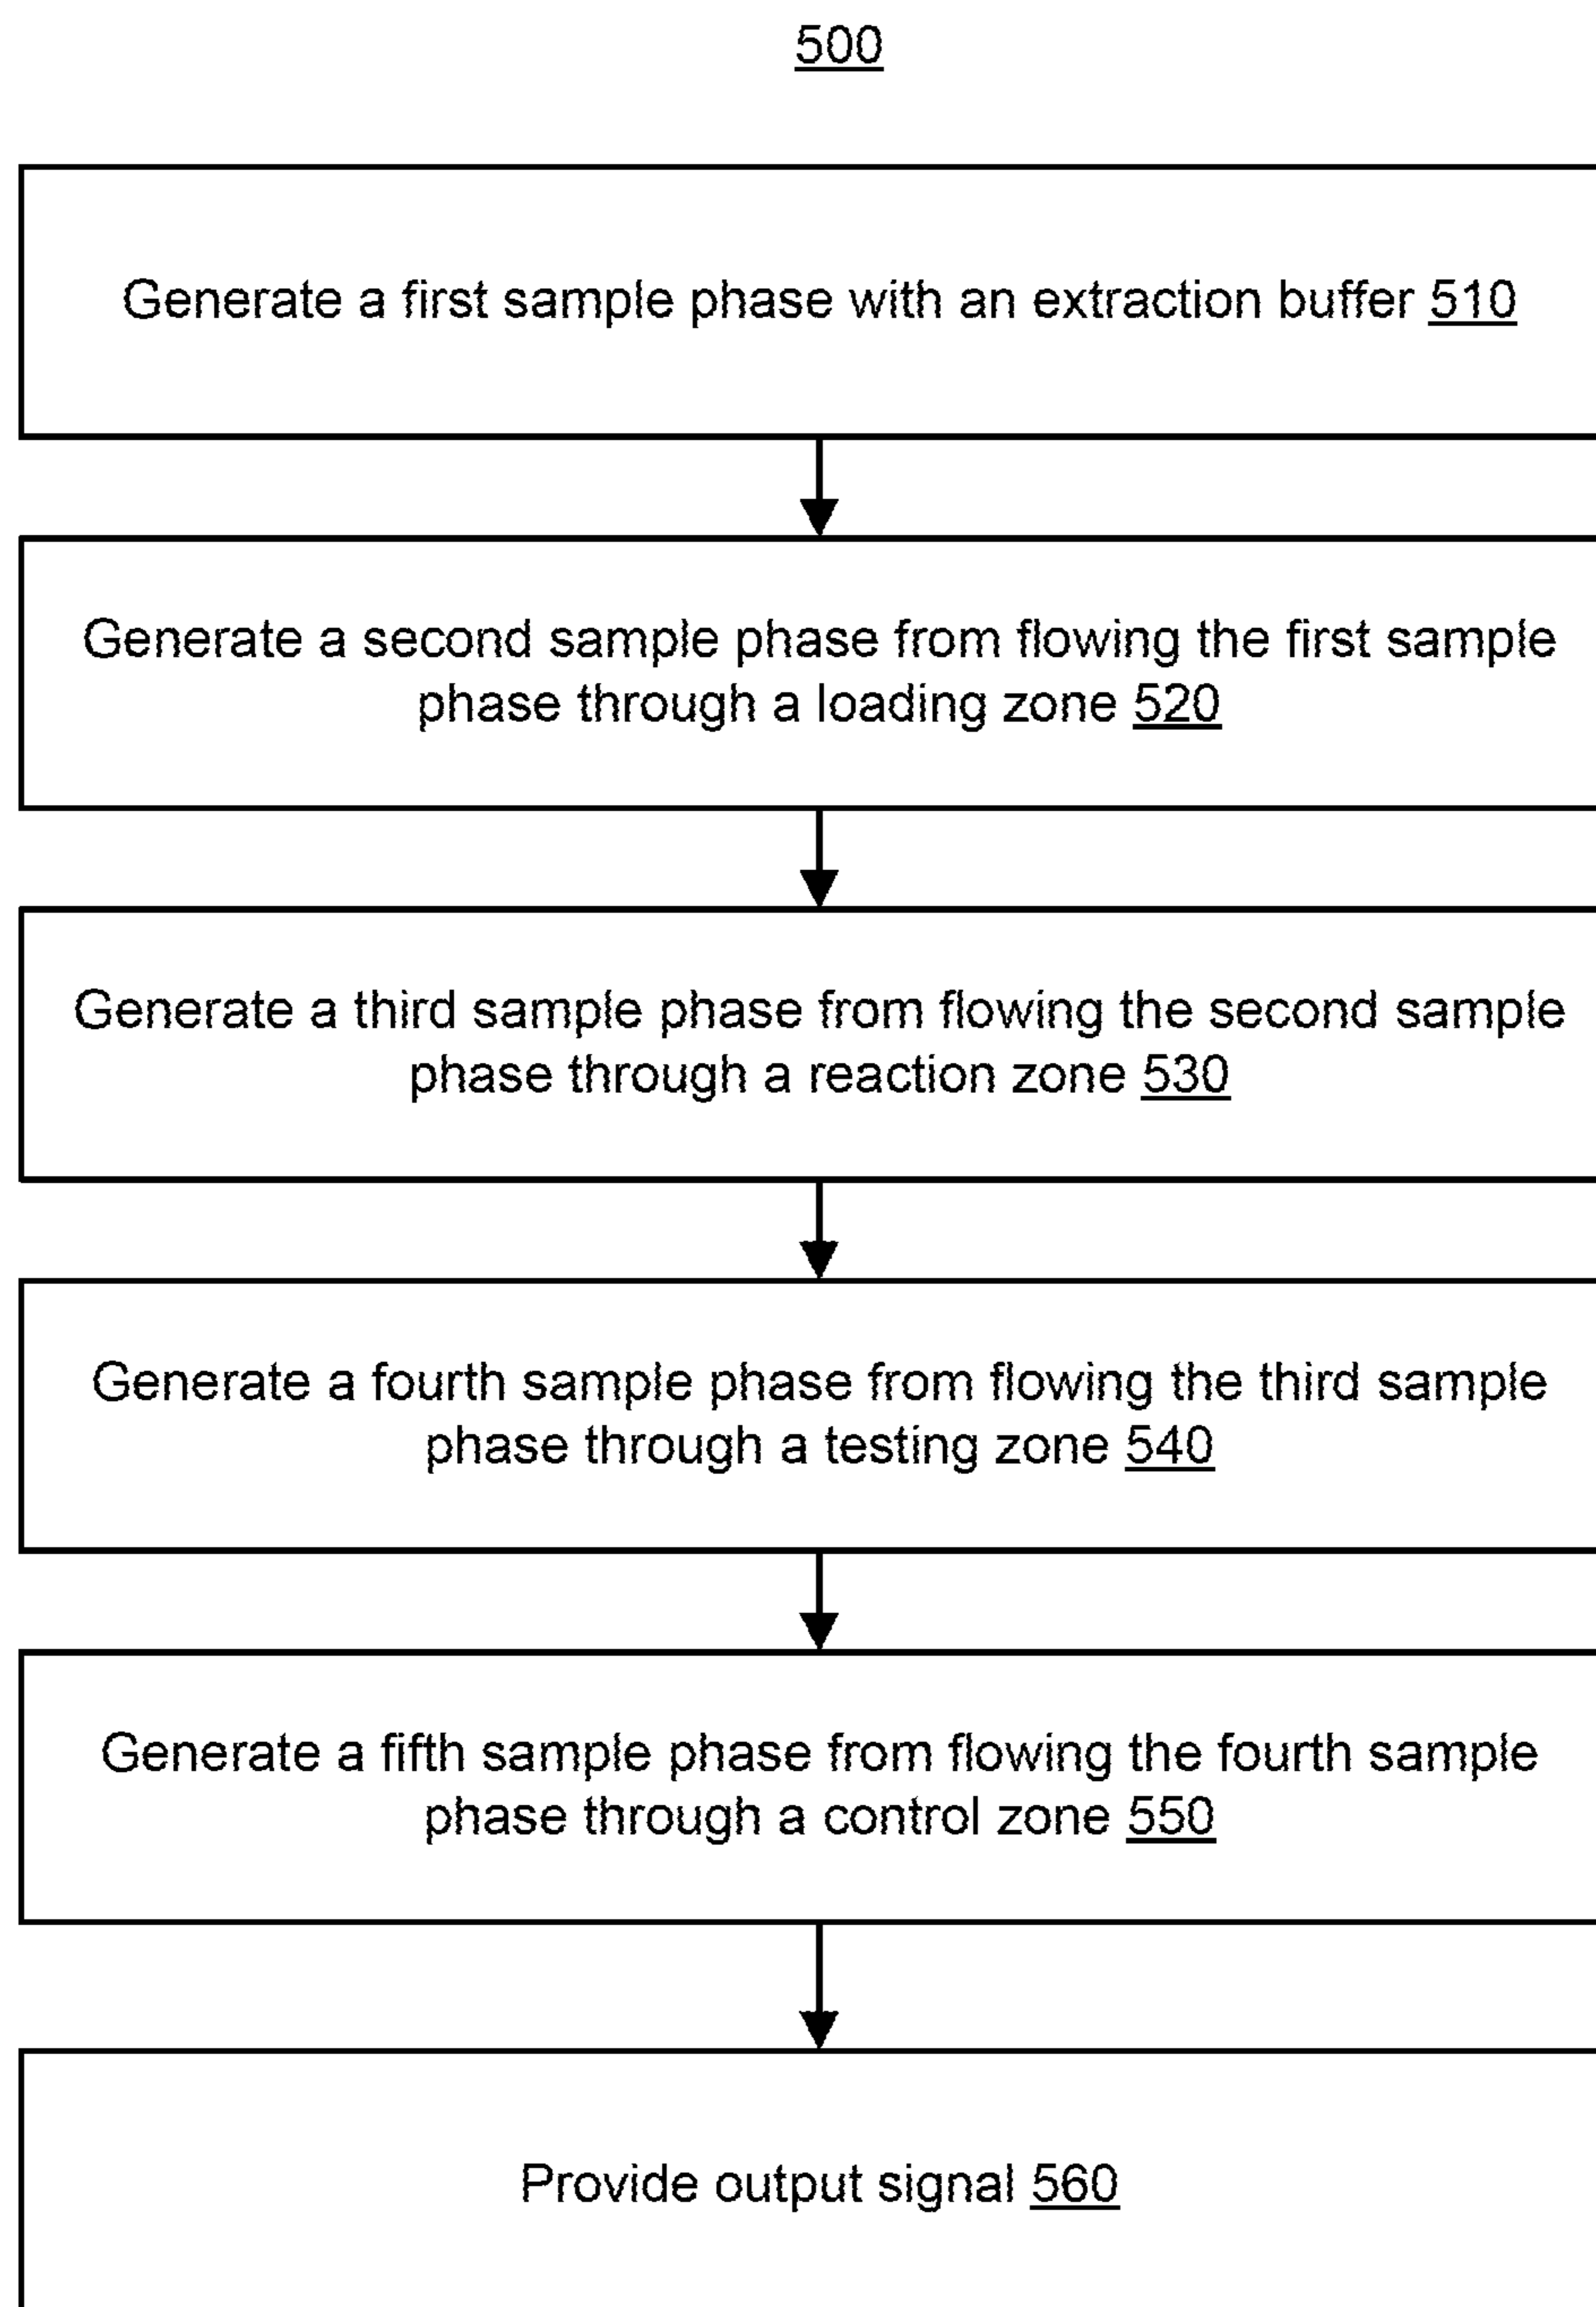 500
Generate a first sample phase with an extraction buffer 510
Generate a second sample phase from flowing the first sample
phase through a loading zone 520
Generate a third sample phase from flowing the second sample
phase through a reaction zone 530
Generate a fourth sample phase from flowing the third sample
phase through a testing zone 540
Generate a fifth sample phase from flowing the fourth sample
phase through a control zone 550
Provide output signal 560